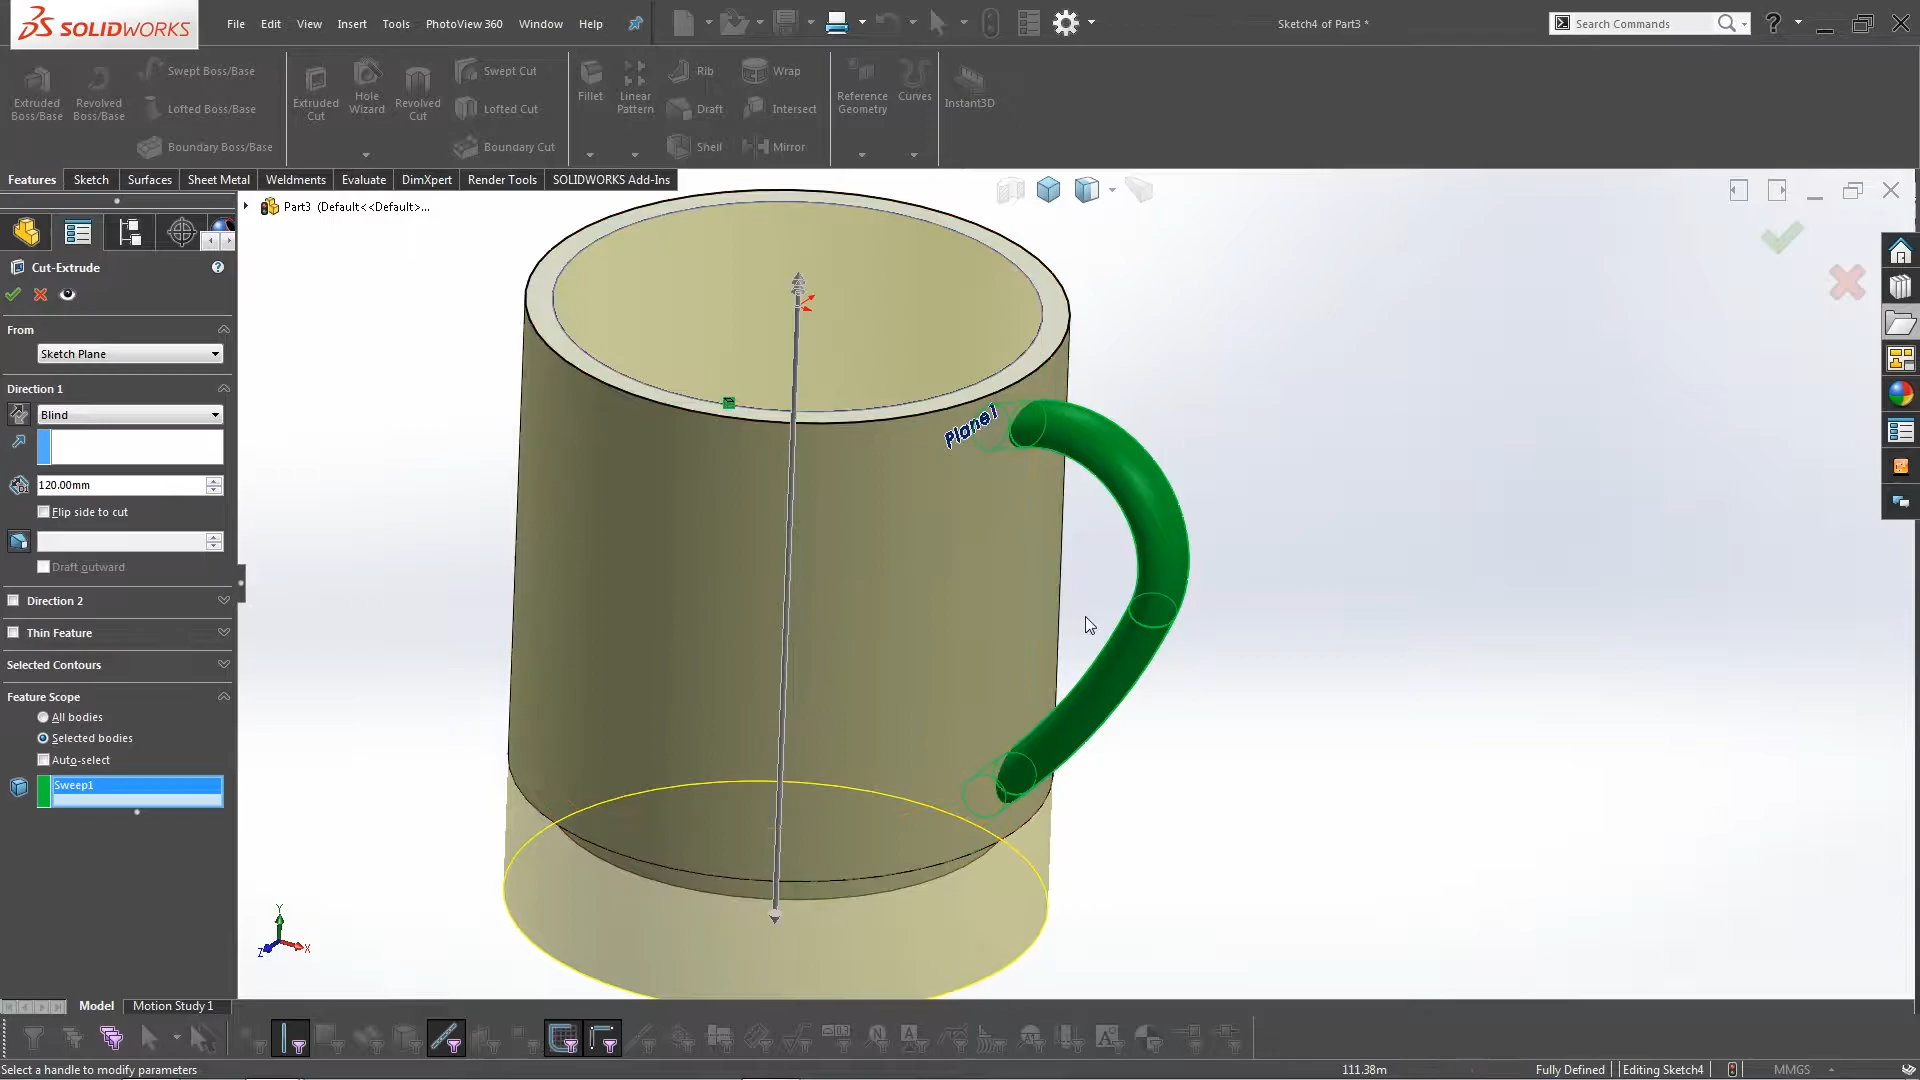 SOLIDWORKS
File Edit View Insert Tools PhotoView 360 Window Help
Sketch4 of Part3 *
Search Commands
?
Extruded Boss/Base
Revolved Boss/Base
Swept Boss/Base
Lofted Boss/Base
Boundary Boss/Base
Extruded Cut
Hole Wizard
Revolved Cut
Swept Cut
Lofted Cut
Boundary Cut
Fillet
Linear Pattern
Rib
Draft
Shell
Wrap
Intersect
Mirror
Reference Geometry
Curves
Instant3D
Features Sketch Surfaces Sheet Metal Weldments Evaluate DimXpert Render Tools SOLIDWORKS Add-Ins
Part3 (Default<<Default>...
Cut-Extrude
?
From
Sketch Plane
Direction 1
Blind
120.00mm
Flip side to cut
Draft outward
Direction 2
Thin Feature
Selected Contours
Feature Scope
All bodies
Selected bodies
Auto-select
Sweep1
Plane1
Y
Z
X
Model Motion Study 1
Select a handle to modify parameters
111.38m
Fully Defined
Editing Sketch4
MMGS